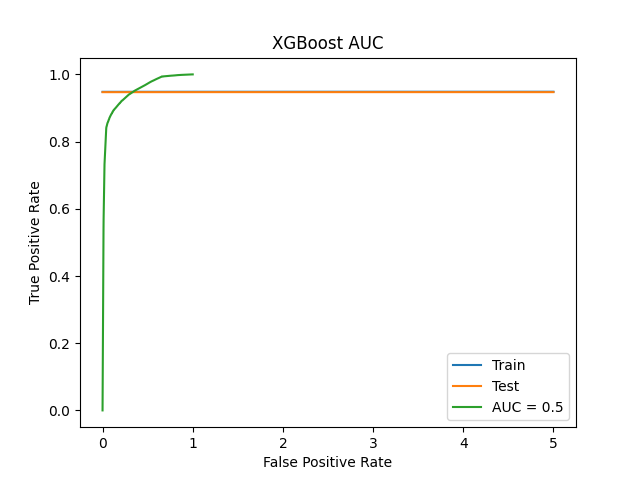 XGBoost AUC
True Positive Rate
1.0
0.8
0.6
0.4
0.2
0.0
Train
Test
AUC = 0.5
0 1 2 3 4 5
False Positive Rate